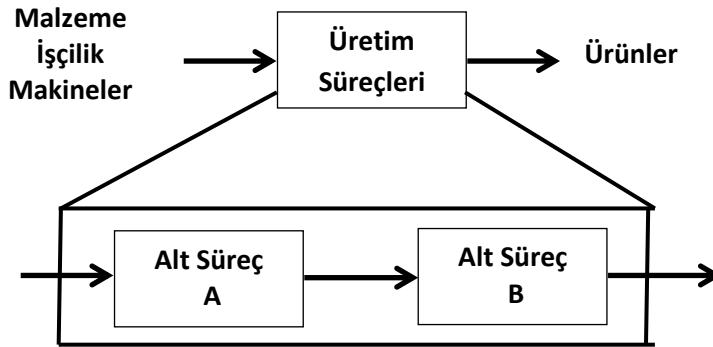 Malzeme
İşçilik
Makineler
Üretim
Süreçleri
Ürünler
Alt Süreç
A
Alt Süreç
B